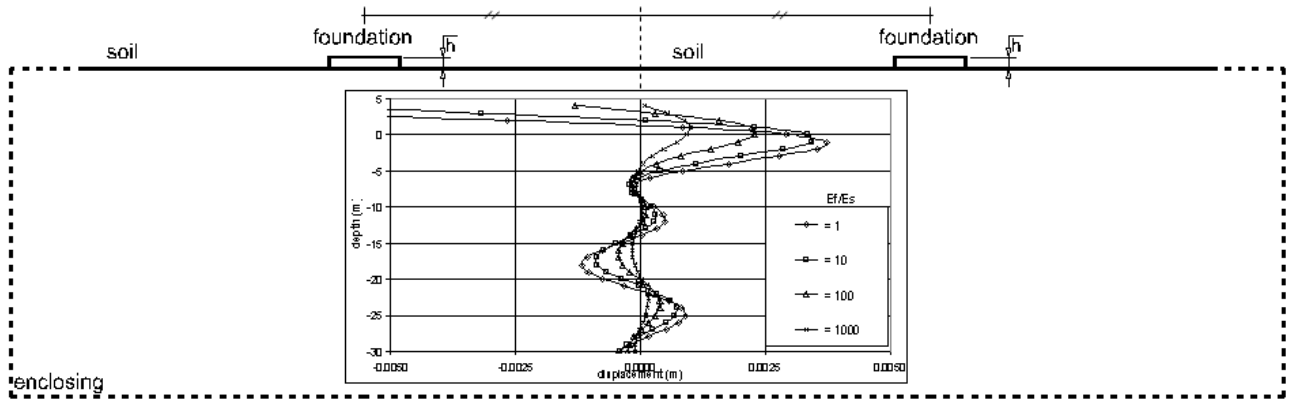 foundation
h
soil
soil
foundation
h
5
0
-5
-10
-15
-20
-25
-30
depth (m)
-0.0050
-0.0025
0.0000
0.0025
0.0050
displacement (m)
Ef/Es
= 1
= 10
= 100
= 1000
enclosing